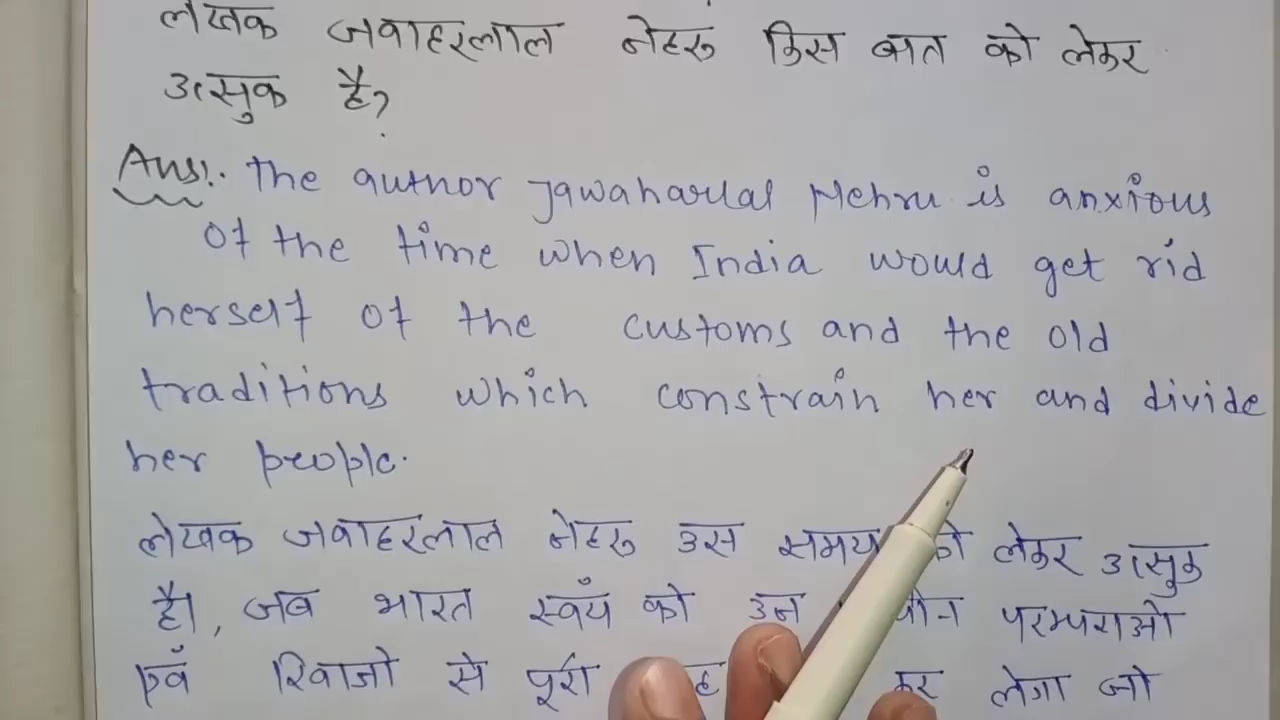 लेखक जवाहरलाल नेहरू किस बात को लेकर
उत्सुक है?
Ans:. The author Jawaharlal Nehru is anxious
of the time when India would get rid
herself of the customs and the old
traditions which constrain her and divide
her people.
लेखक जवाहरलाल नेहरू उस समय को लेकर उत्सुक
है।, जब भारत स्वयँ को उन परम्पराओ
एवँ रिवाजो से पूरी कर लेगा जो